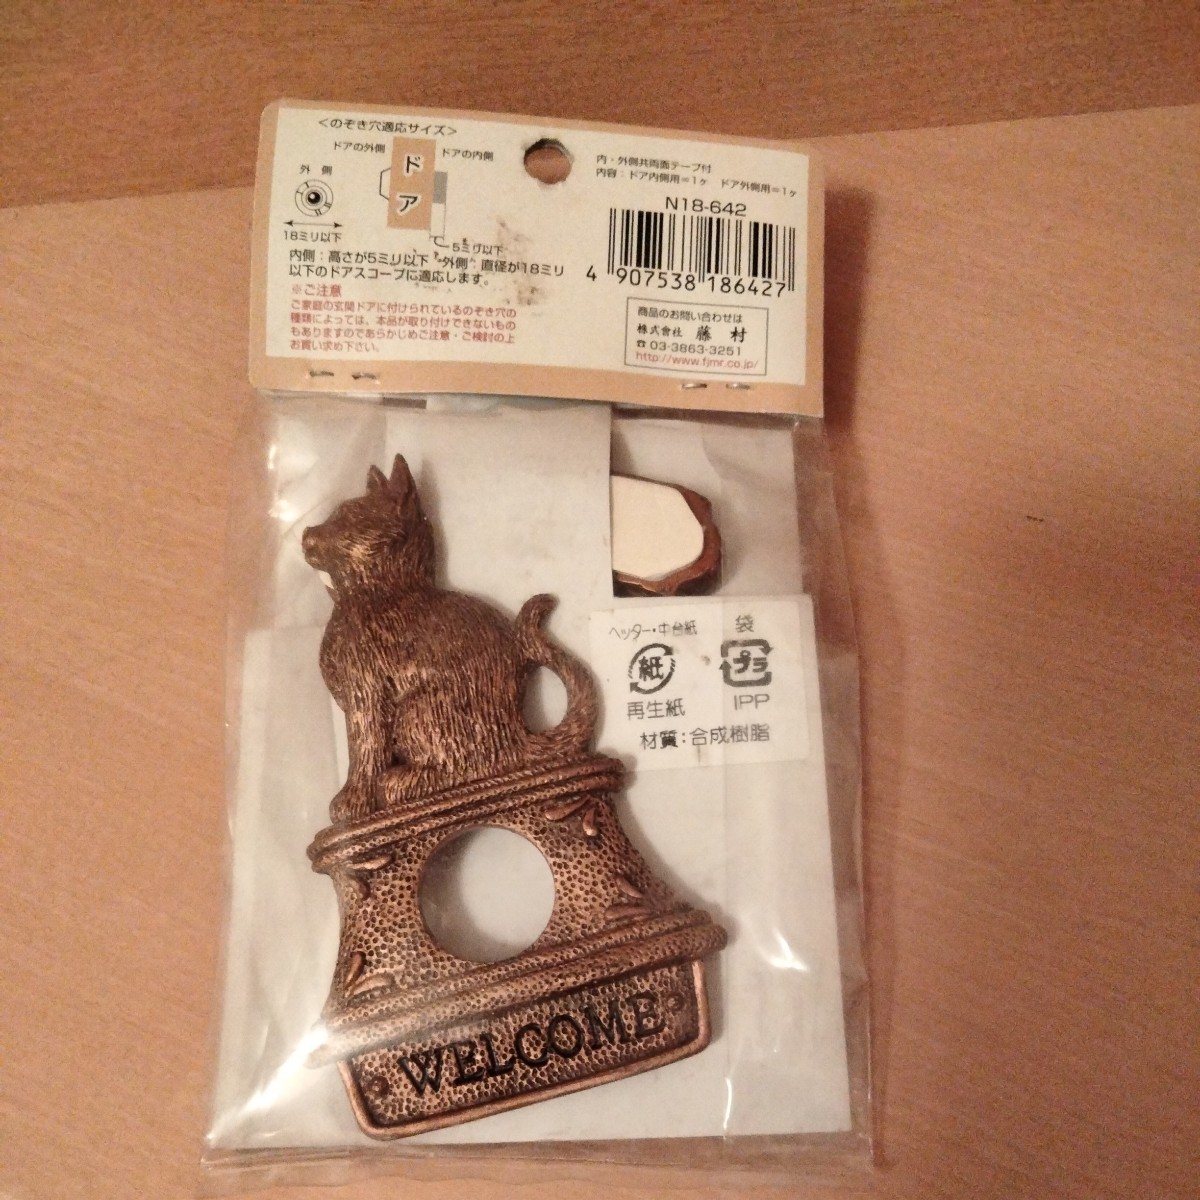 <のぞき穴適応サイズ>
ドアの外側
ドア
ドアの内側
外側
18ミリ以下
5ミリ以下
内側：高さが5ミリ以下　外側：直径が18ミリ
以下のドアスコープに適応します。
※ご注意
ご家庭の玄関ドアに付けられているのぞき穴の
種類によっては、本品が取り付けできないもの
もありますのであらかじめご注意・ご検討の上
お買い求め下さい。
内・外側共両面テープ付
内容：ドア内側用＝1ヶ　ドア外側用＝1ヶ
N18-642
4 907538 186427
商品のお問い合わせは
株式会社 藤村
☎03-3863-3251
http://www.fjmr.co.jp/
ヘッダー・中台紙
紙
再生紙
袋
プラ
IPP
材質：合成樹脂
WELCOME